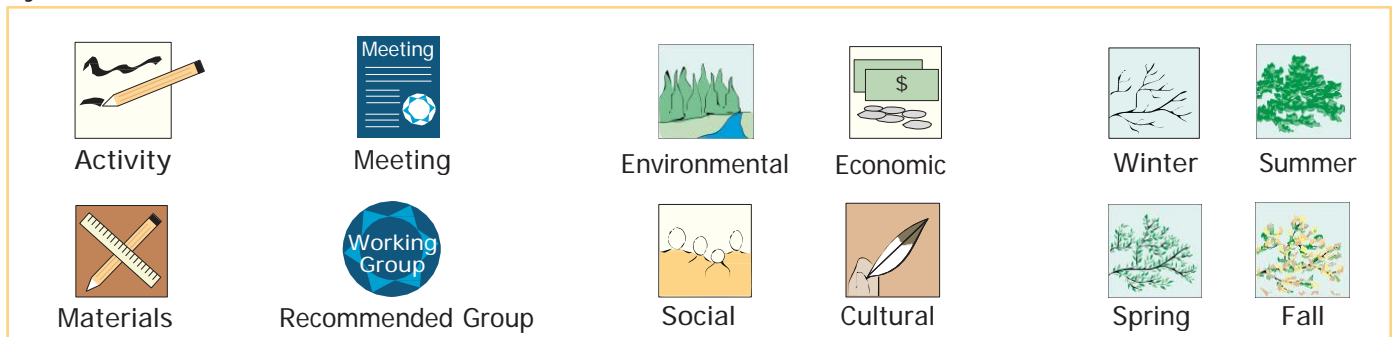 Meeting
$
Activity
Meeting
Environmental
Economic
Winter
Summer
Working
Group
Materials
Recommended Group
Social
Cultural
Spring
Fall